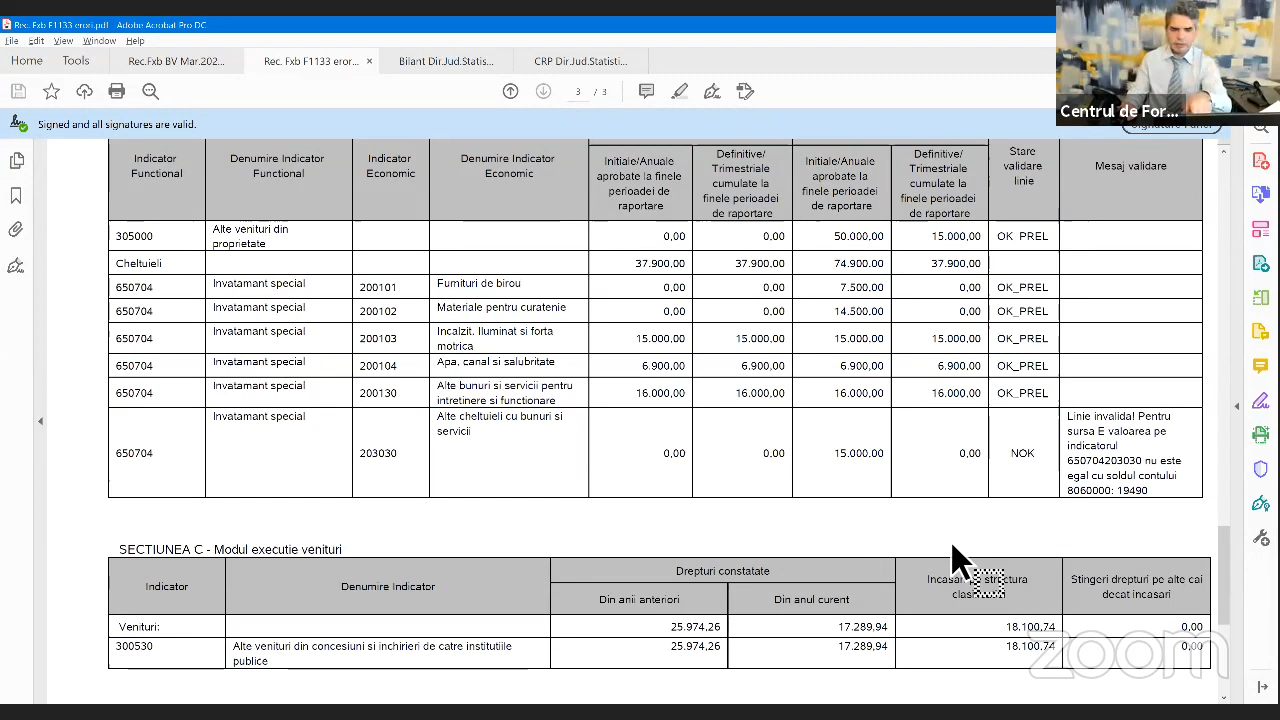 Rec. Fxb F1133 erori.pdf - Adobe Acrobat Pro DC
File Edit View Window Help
Home Tools Rec.Fxb BV Mar.202... Rec. Fxb F1133 eror... × Bilant Dir.Jud.Statis... CRP Dir.Jud.Statisti...
3 / 3
Centrul de For...
Signed and all signatures are valid.
Signature Panel
Indicator Functional
Denumire Indicator Functional
Indicator Economic
Denumire Indicator Economic
Initiale/Anuale aprobate la finele perioadei de raportare
Definitive/ Trimestriale cumulate la finele perioadei de raportare
Initiale/Anuale aprobate la finele perioadei de raportare
Definitive/ Trimestriale cumulate la finele perioadei de raportare
Stare validare linie
Mesaj validare
305000 Alte venituri din proprietate 0,00 0,00 50.000,00 15.000,00 OK_PREL
Cheltuieli 37.900,00 37.900,00 74.900,00 37.900,00
650704 Invatamant special 200101 Furnituri de birou 0,00 0,00 7.500,00 0,00 OK_PREL
650704 Invatamant special 200102 Materiale pentru curatenie 0,00 0,00 14.500,00 0,00 OK_PREL
650704 Invatamant special 200103 Incalzit, Iluminat si forta motrica 15.000,00 15.000,00 15.000,00 15.000,00 OK_PREL
650704 Invatamant special 200104 Apa, canal si salubritate 6.900,00 6.900,00 6.900,00 6.900,00 OK_PREL
650704 Invatamant special 200130 Alte bunuri si servicii pentru intretinere si functionare 16.000,00 16.000,00 16.000,00 16.000,00 OK_PREL
650704 Invatamant special 203030 Alte cheltuieli cu bunuri si servicii 0,00 0,00 15.000,00 0,00 NOK
Linie invalida! Pentru
sursa E valoarea pe
indicatorul
650704203030 nu este
egal cu soldul contului
8060000: 19490
SECTIUNEA C - Modul executie venituri
Indicator
Denumire Indicator
Drepturi constatate
Din anii anteriori
Din anul curent
Incasari pe structura
clas
Stingeri drepturi pe alte cai
decat incasari
Venituri: 25.974,26 17.289,94 18.100,74 0,00
300530 Alte venituri din concesiuni si inchirieri de catre institutiile publice 25.974,26 17.289,94 18.100,74 0,00
zoom